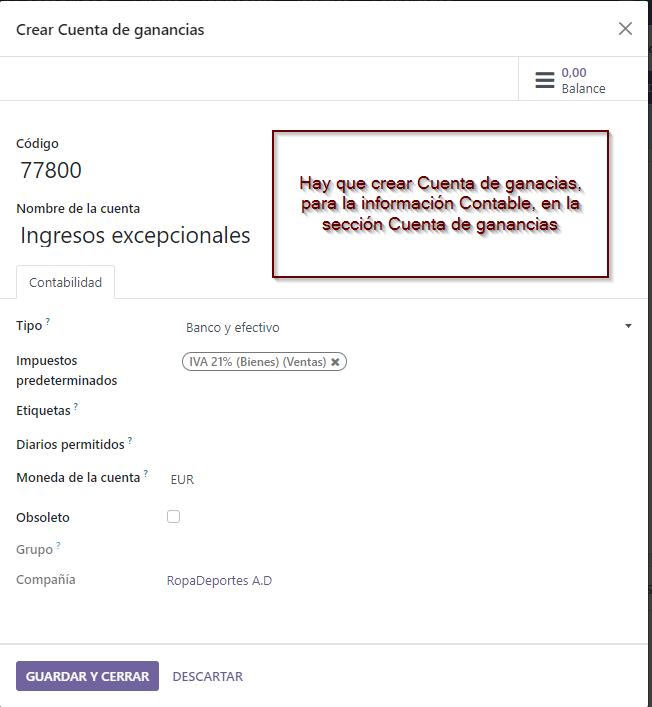 Crear Cuenta de ganancias
0,00
Balance
Código
77800
Nombre de la cuenta
Ingresos excepcionales
Hay que crear Cuenta de ganacias,
para la información Contable, en la
sección Cuenta de ganancias
Contabilidad
Tipo ?
Banco y efectivo
Impuestos
predeterminados
IVA 21% (Bienes) (Ventas)
Etiquetas ?
Diarios permitidos ?
Moneda de la cuenta ?
EUR
Obsoleto
Grupo ?
Compañía
RopaDeportes A.D
GUARDAR Y CERRAR
DESCARTAR